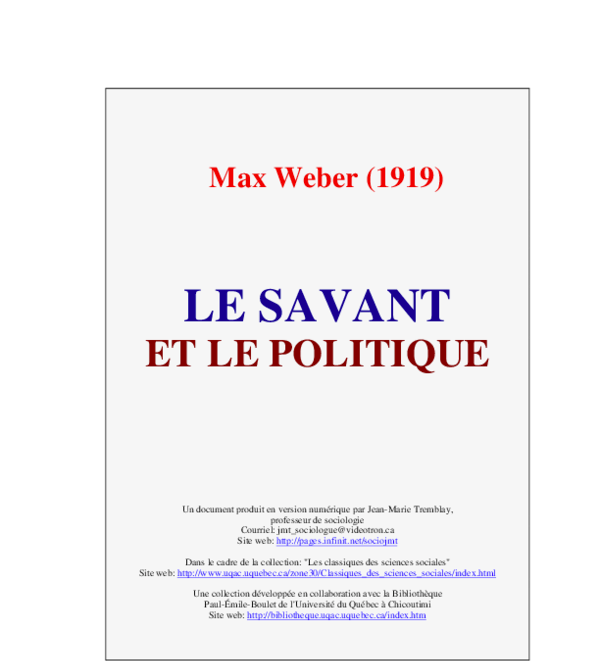 Max Weber (1919)
LE SAVANT
ET LE POLITIQUE
Un document produit en version numérique par Jean-Marie Tremblay,
professeur de sociologie
Courriel: jmt_sociologue@videotron.ca
Site web: http://pages.infinit.net/sociojmt
Dans le cadre de la collection: "Les classiques des sciences sociales"
Site web: http://www.uqac.uquebec.ca/zone30/Classiques_des_sciences_sociales/index.html
Une collection développée en collaboration avec la Bibliothèque
Paul-Émile-Boulet de l'Université du Québec à Chicoutimi
Site web: http://bibliotheque.uqac.uquebec.ca/index.htm